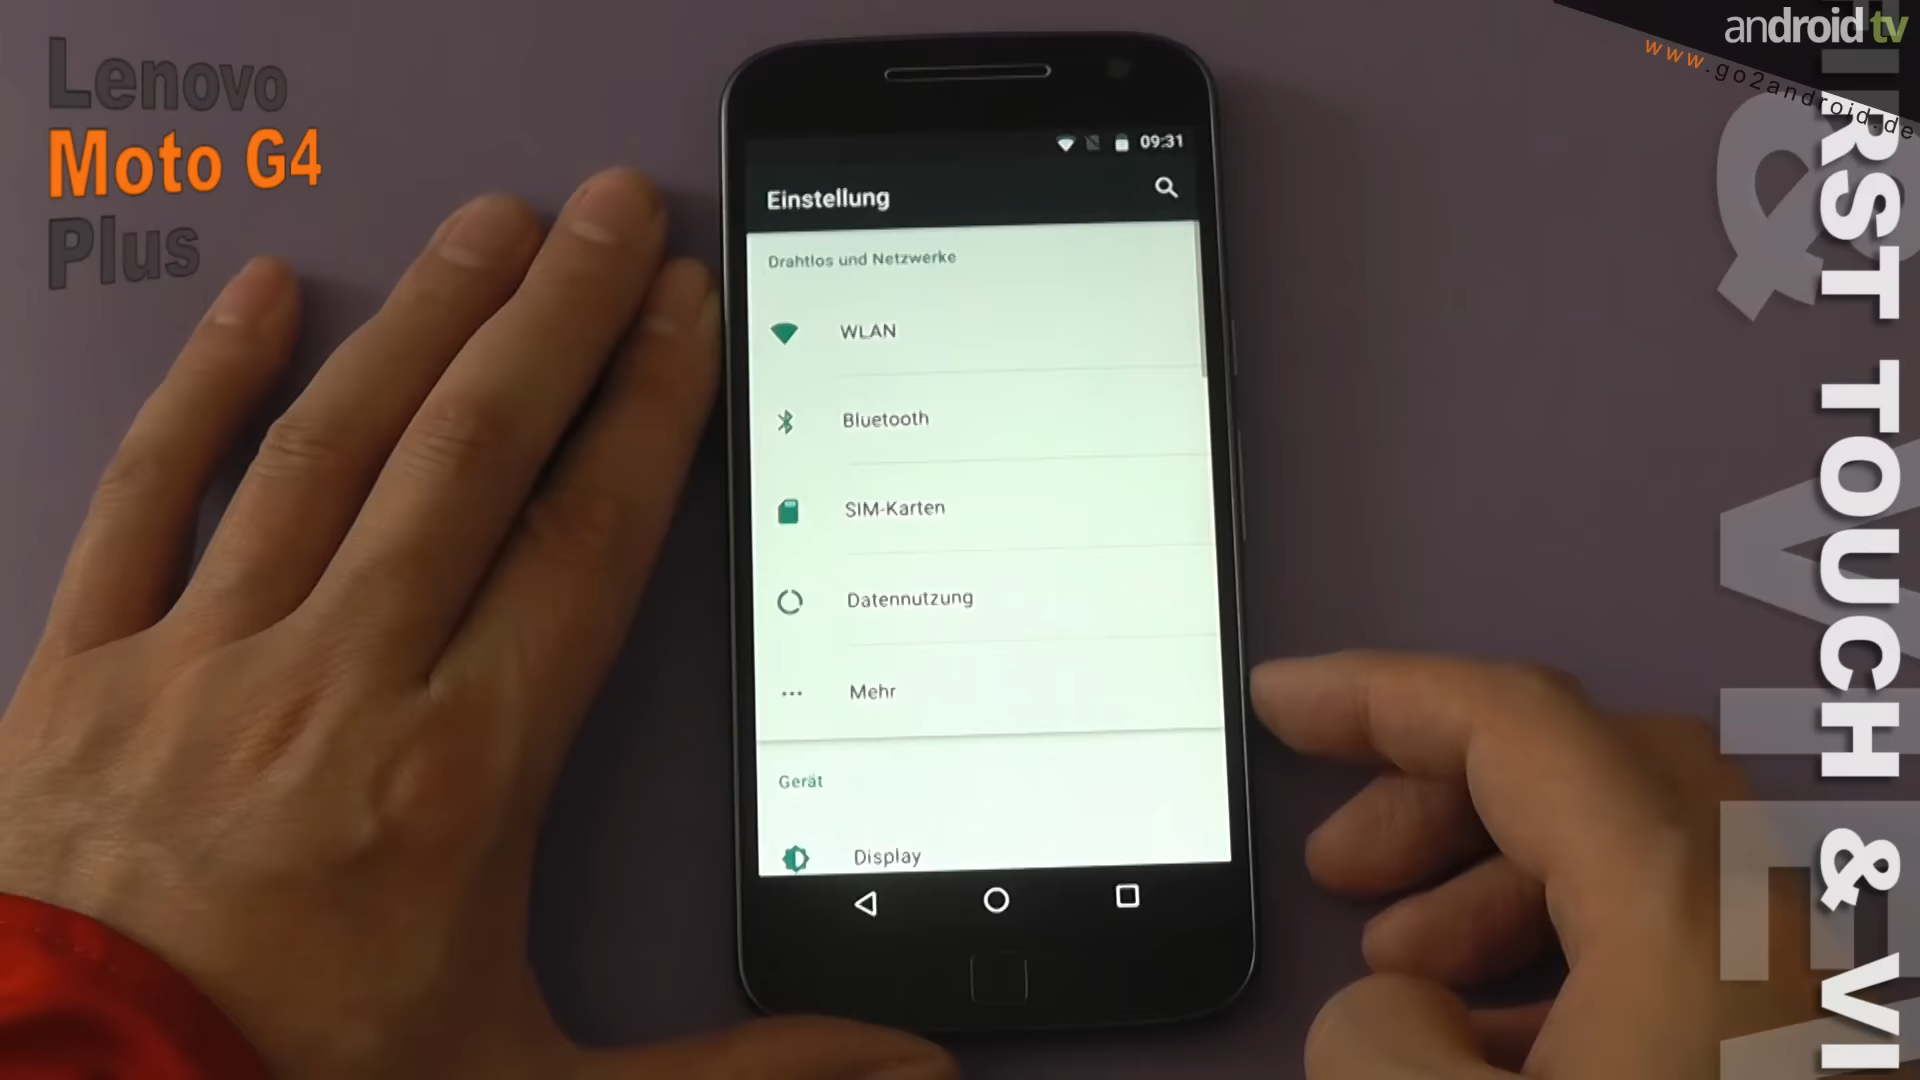 Lenovo
Moto G4
Plus
android tv
www.go2android.de
09:31
Einstellung
Drahtlos und Netzwerke
WLAN
Bluetooth
SIM-Karten
Datennutzung
Mehr
Gerät
Display
RST TOUCH & VI
&